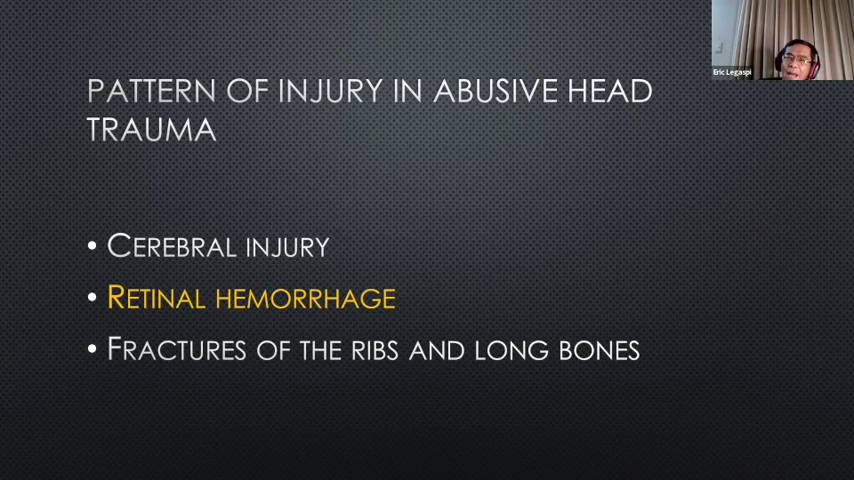 Eric Legaspi
PATTERN OF INJURY IN ABUSIVE HEAD
TRAUMA
• CEREBRAL INJURY
• RETINAL HEMORRHAGE
• FRACTURES OF THE RIBS AND LONG BONES